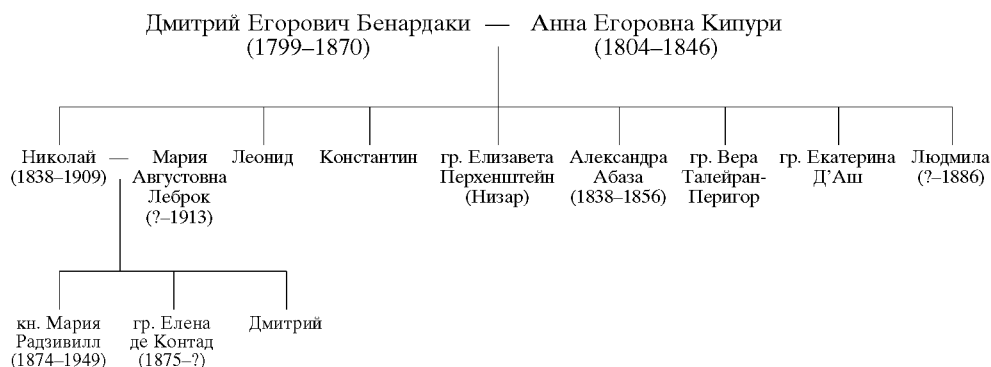 Дмитрий Егорович Бенардаки — Анна Егоровна Кипури
(1799–1870) (1804–1846)
Николай — Мария Леонид Константин гр. Елизавета Александра гр. Вера гр. Екатерина Людмила
(1838–1909) Августовна Перхенштейн Абаза Талейран- Д’Аш (?–1886)
Леброк (Низар) (1838–1856) Перигор
(?–1913)
кн. Мария гр. Елена Дмитрий
Радзивилл де Контад
(1874–1949) (1875–?)